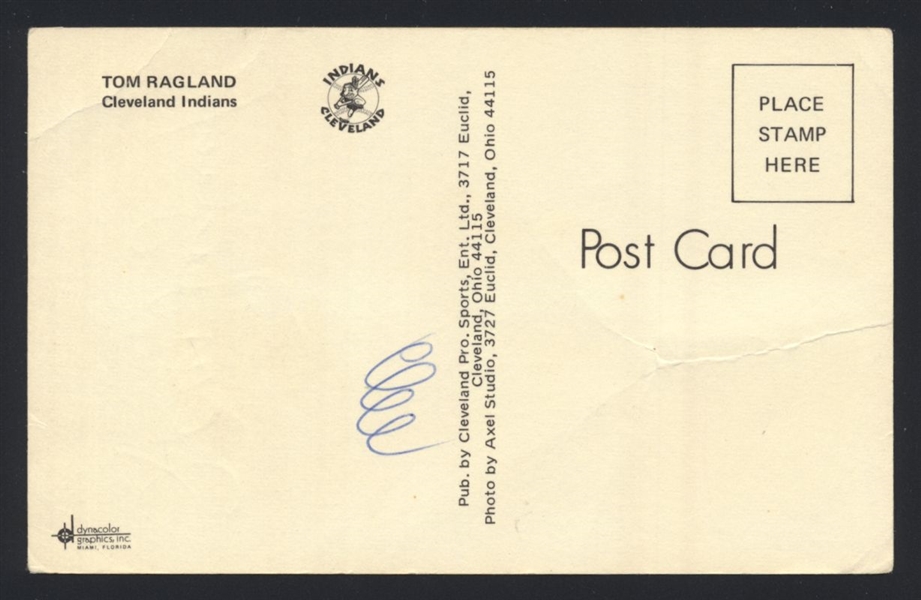 TOM RAGLAND
Cleveland Indians
INDIANS
CLEVELAND
Pub. by Cleveland Pro. Sports, Ent. Ltd., 3717 Euclid,
Cleveland, Ohio 44115
Photo by Axel Studio, 3727 Euclid, Cleveland, Ohio 44115
PLACE
STAMP
HERE
Post Card
dynacolor
graphics, inc.
MIAMI, FLORIDA